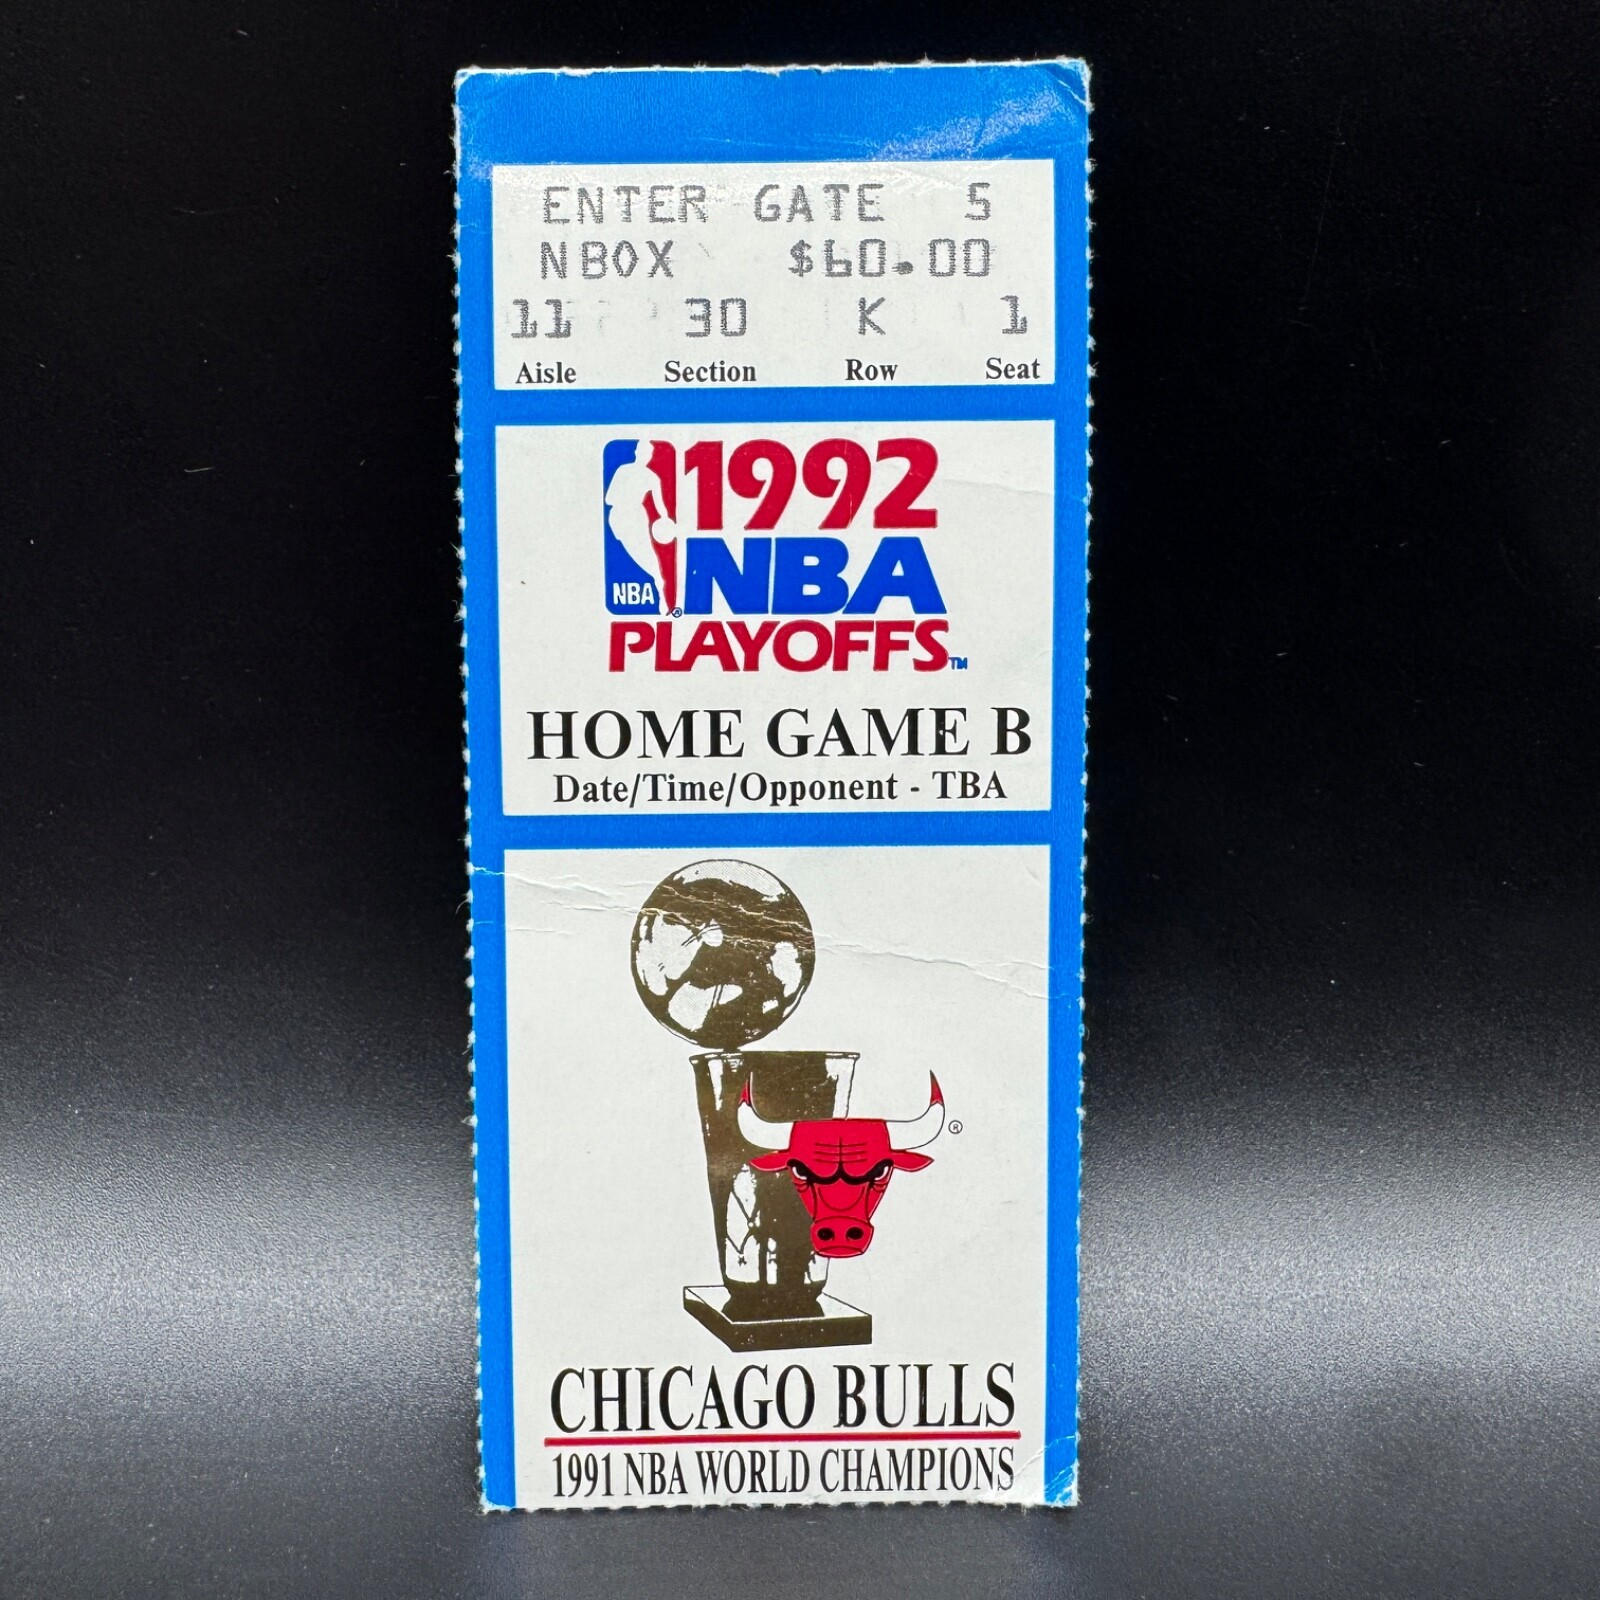 ENTER GATE 5
NBOX $60.00
11 30 K 1
Aisle Section Row Seat
1992
NBA NBA
®
PLAYOFFS™
HOME GAME B
Date/Time/Opponent - TBA
®
CHICAGO BULLS
1991 NBA WORLD CHAMPIONS